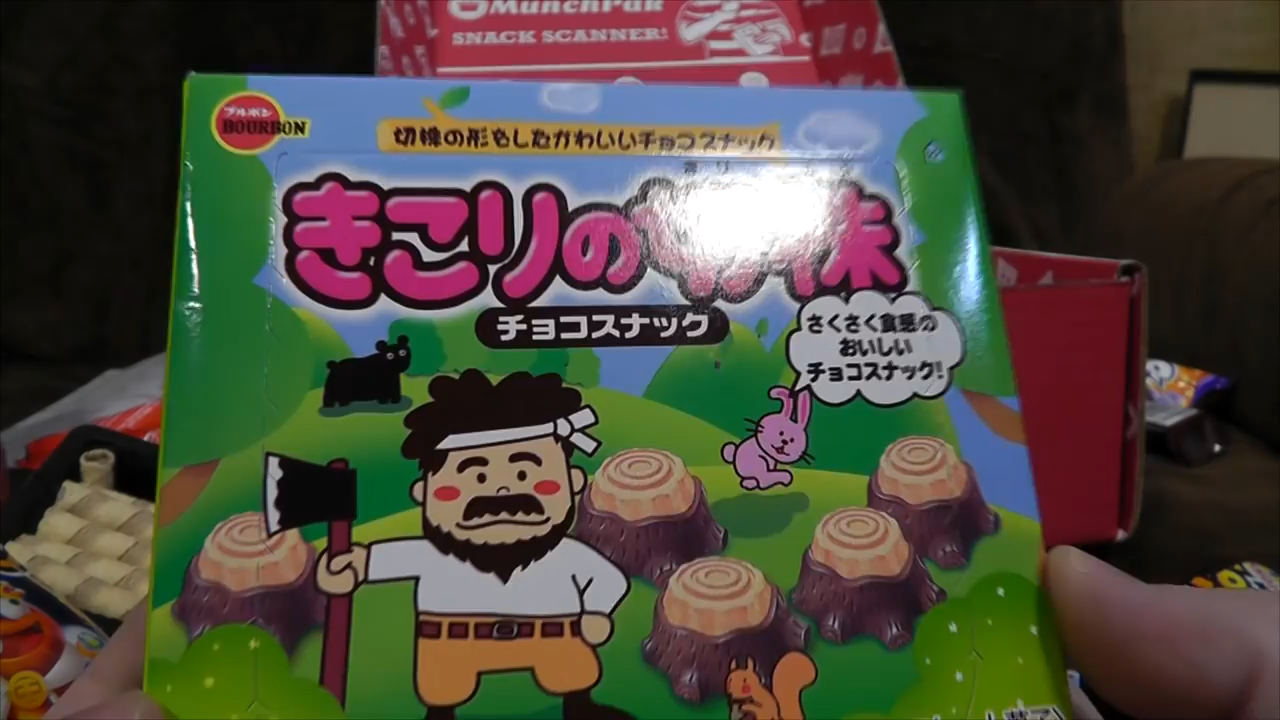 MunchPak
SNACK SCANNER!
ブルボン
BOURBON
切株の形をしたかわいいチョコスナック
きこりの切株
チョコスナック
さくさく食感の
おいしい
チョコスナック!